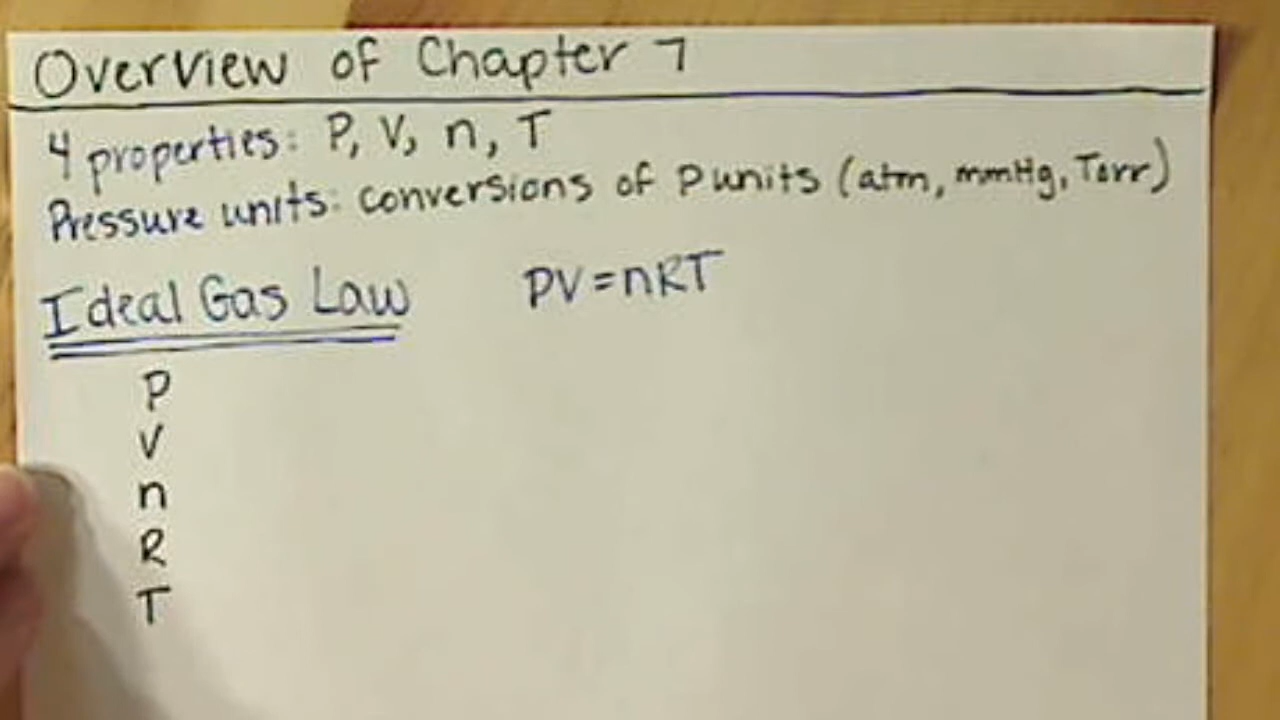 Overview of Chapter 7
4 properties: P, V, n, T
Pressure units: conversions of P units (atm, mmHg, Torr)
Ideal Gas Law PV=nRT
P
V
n
R
T